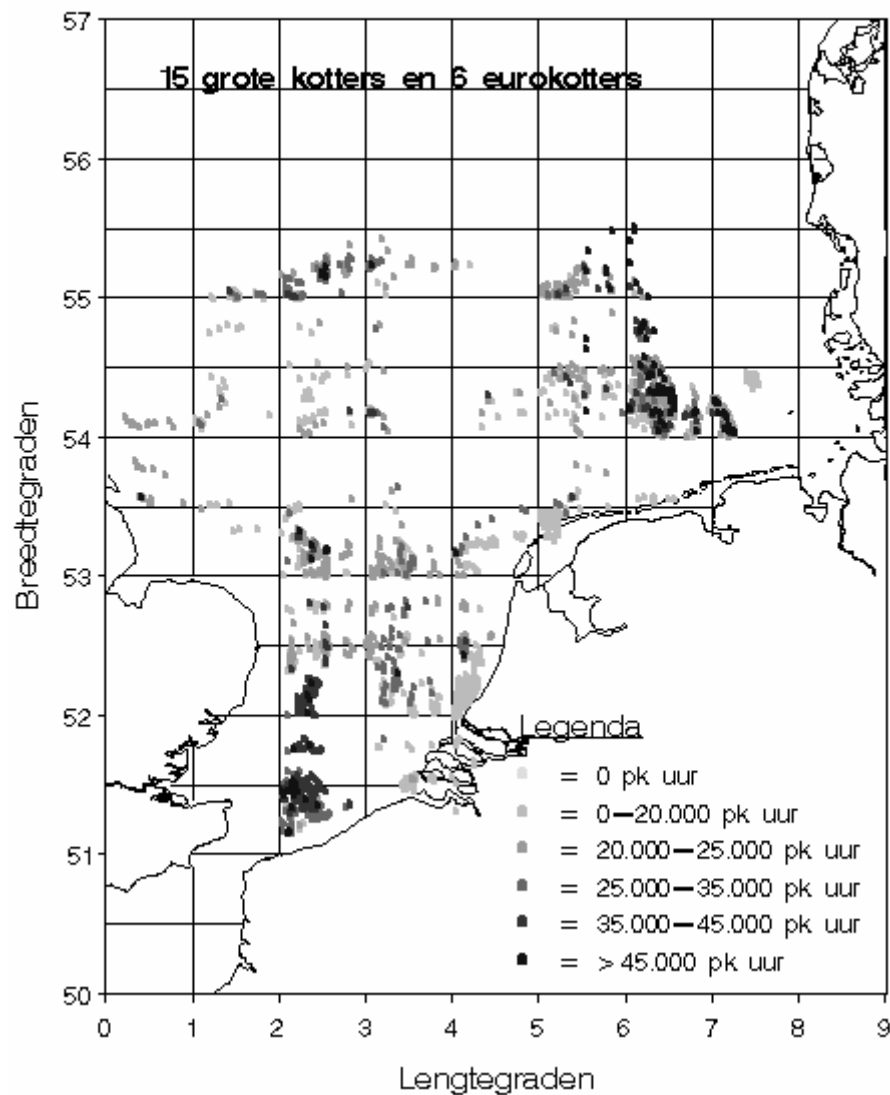 57
15 grote kotters en 6 eurokotters
56
55
54
53
52
51
50
Breedtegraden
Legenda
= 0 pk uur
= 0–20.000 pk uur
= 20.000–25.000 pk uur
= 25.000–35.000 pk uur
= 35.000–45.000 pk uur
= >45.000 pk uur
0 1 2 3 4 5 6 7 8 9
Lengtegraden